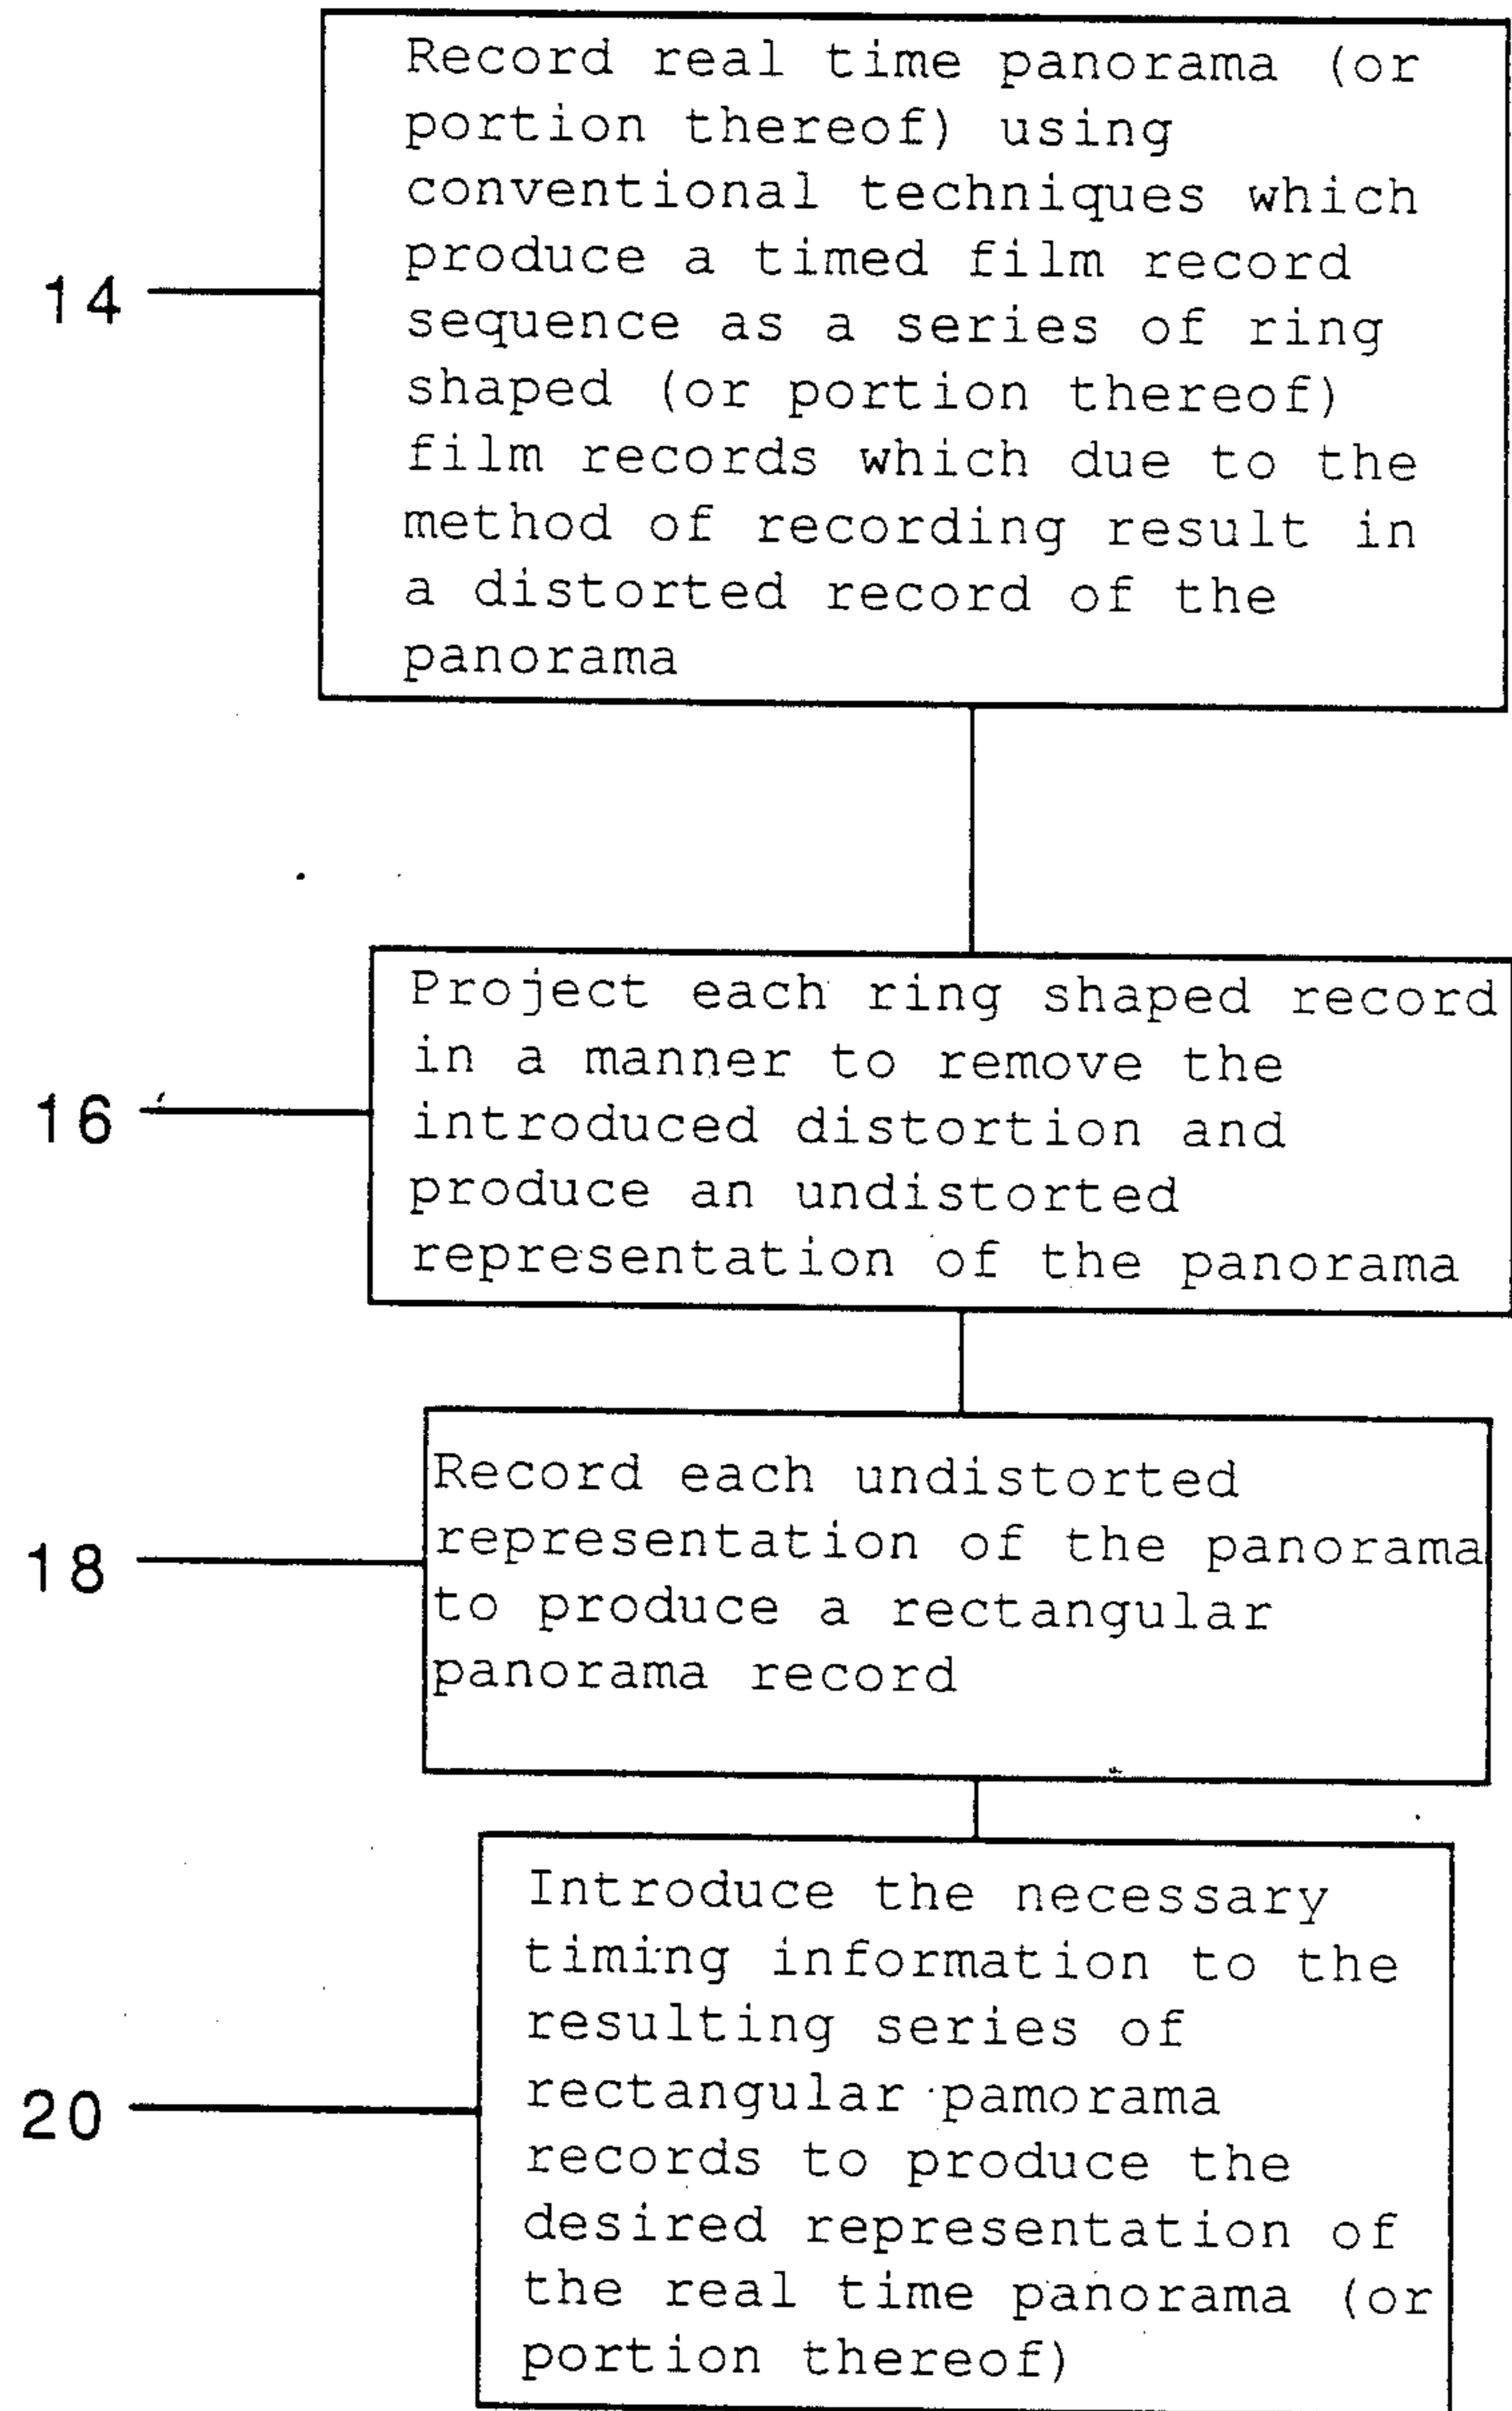 Record real time panorama (or
portion thereof) using
conventional techniques which
produce a timed film record
14
sequence as a series of ring
shaped (or portion thereof)
film records which due to the
method of recording result in
a distorted record of the
panorama
Project each ring shaped record
in a manner to remove the
16
introduced distortion and
produce an undistorted
representation of the panorama
Record each undistorted
representation of the panorama
18
to produce a rectangular
panorama record
Introduce the necessary
timing information to the
resulting series of
rectangular pamorama
20
records to produce the
desired representation of
the real time panorama (or
portion thereof)